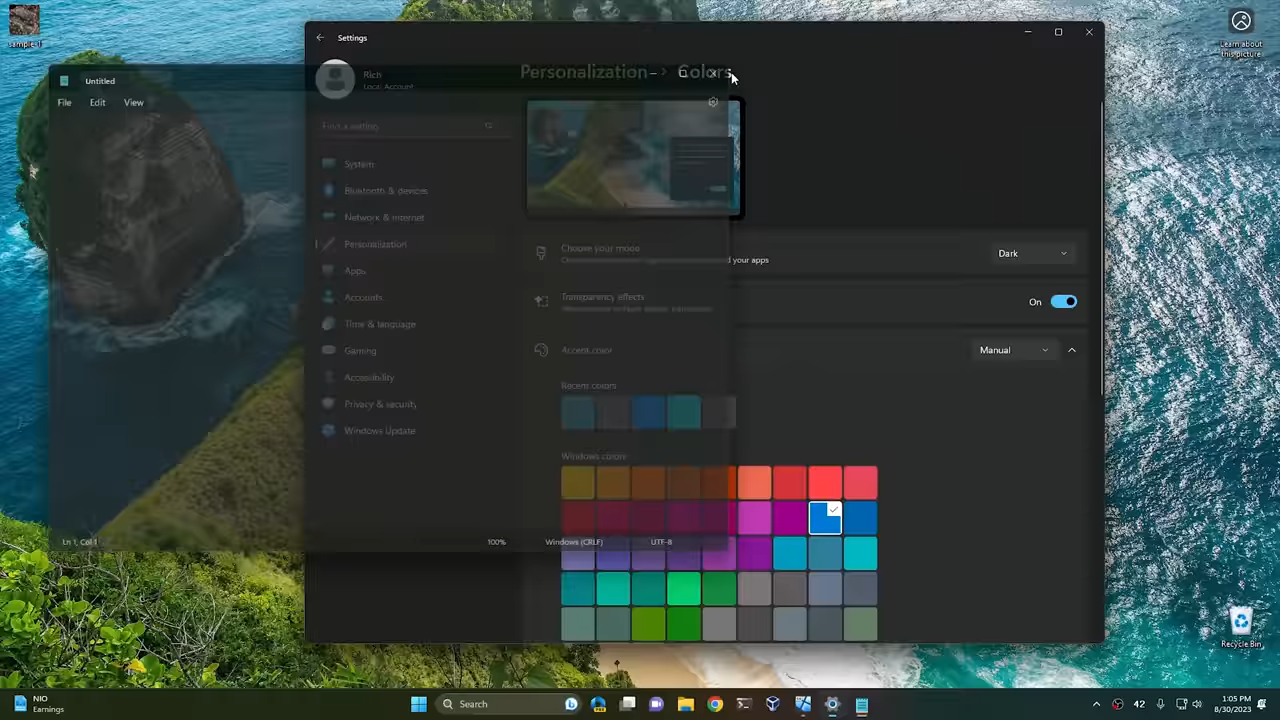 sample-1
Learn about
this picture
Settings
Rich
Local Account
Find a setting
System
Bluetooth & devices
Network & internet
Personalization
Apps
Accounts
Time & language
Gaming
Accessibility
Privacy & security
Windows Update
Untitled
File Edit View
Ln 1, Col 1
100%
Windows (CRLF)
UTF-8
Personalization > Colors
Choose your mode
d your apps
Dark
Transparency effects
On
Accent color
Manual
Recent colors
Windows colors
Recycle Bin
NIO
Earnings
Search
42
1:05 PM
8/30/2023